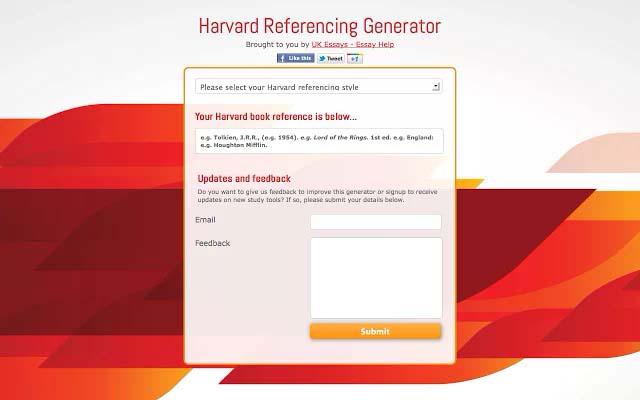 Harvard Referencing Generator
Brought to you by UK Essays - Essay Help
Like this Tweet +1
Please select your Harvard referencing style
Your Harvard book reference is below...
e.g. Tolkien, J.R.R., (e.g. 1954). e.g. Lord of the Rings. 1st ed. e.g. England:
e.g. Houghton Mifflin.
Updates and feedback
Do you want to give us feedback to improve this generator or signup to receive
updates on new study tools? If so, please submit your details below.
Email
Feedback
Submit